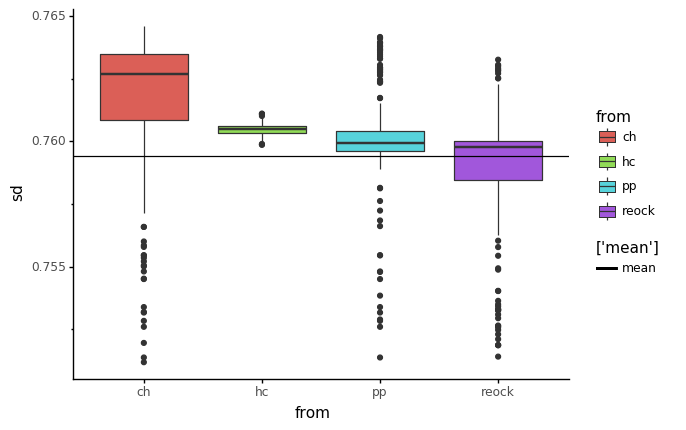 0.765
0.760
0.755
sd
ch
hc
pp
reock
from
from
ch
hc
pp
reock
['mean']
mean